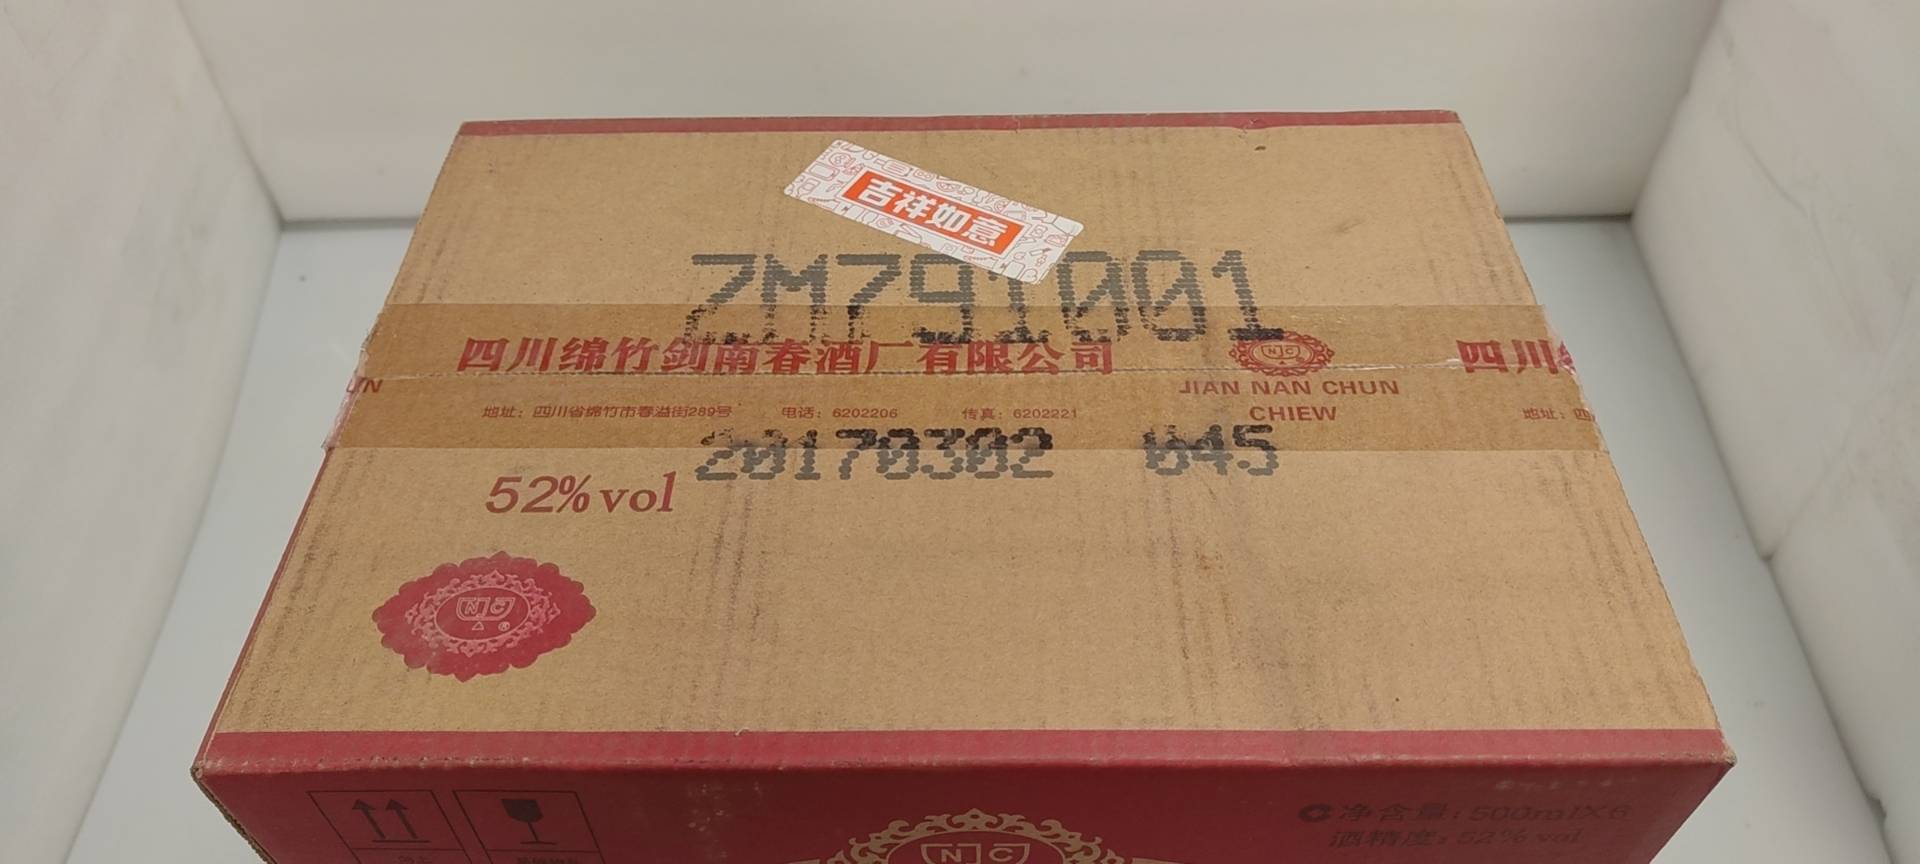 吉祥如意
ZM791001
四川绵竹剑南春酒厂有限公司
JIAN NAN CHUN
CHIEW
四川
UN
地址：四川省绵竹市春溢街289号 电话：6202206 传真：6202221
地址：四
20170302 045
52%vol
N C
净含量：500mlX6
酒精度：52%vol
N C